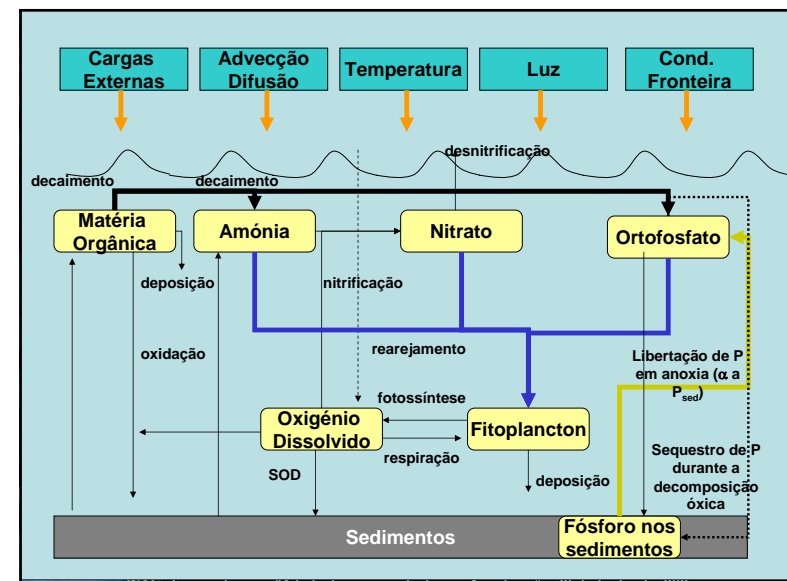 Cargas
Externas
Advecção
Difusão
Temperatura
Luz
Cond.
Fronteira
desnitrificação
decaimento
decaimento
Matéria
Orgânica
Amónia
Nitrato
Ortofosfato
deposição
nitrificação
oxidação
rearejamento
Libertação de P
em anoxia (α a
Psed)
fotossíntese
Oxigénio
Dissolvido
Fitoplancton
respiração
SOD
deposição
Sequestro de P
durante a
decomposição
óxica
Sedimentos
Fósforo nos
sedimentos